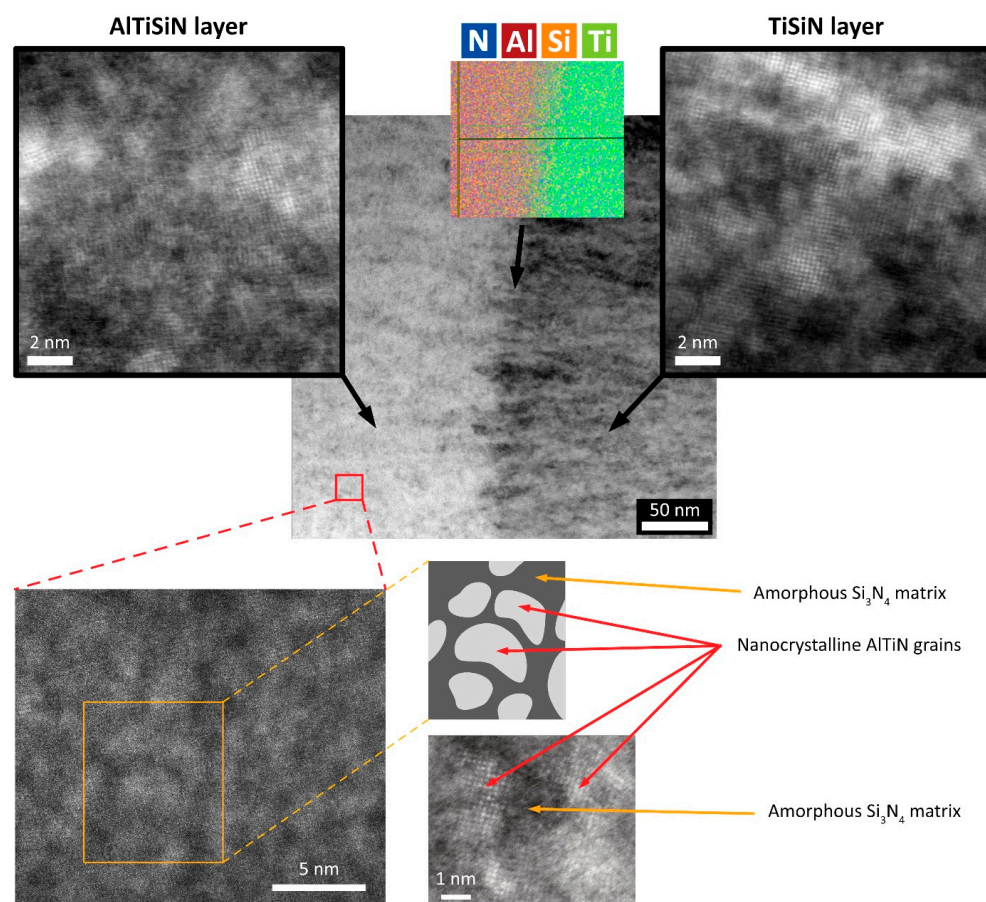 AlTiSiN layer
N Al Si Ti
TiSiN layer
2 nm
2 nm
50 nm
Amorphous Si₃N₄ matrix
Nanocrystalline AlTiN grains
Amorphous Si₃N₄ matrix
5 nm
1 nm